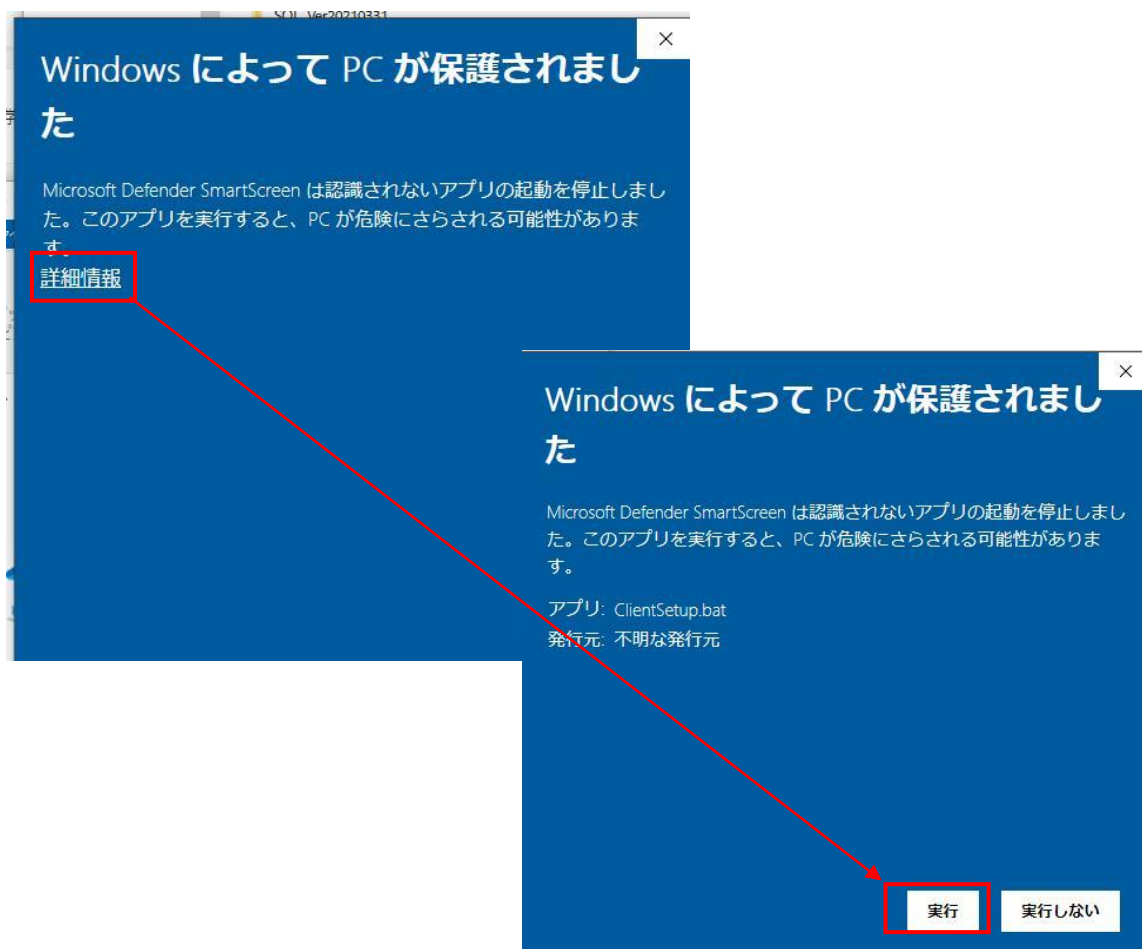 SQL_Ver20210331
Windows によって PC が保護されまし
た
Microsoft Defender SmartScreen は認識されないアプリの起動を停止しまし
た。このアプリを実行すると、PC が危険にさらされる可能性がありま
す。
詳細情報
Windows によって PC が保護されまし
た
Microsoft Defender SmartScreen は認識されないアプリの起動を停止しまし
た。このアプリを実行すると、PC が危険にさらされる可能性がありま
す。
アプリ: ClientSetup.bat
発行元: 不明な発行元
実行 実行しない